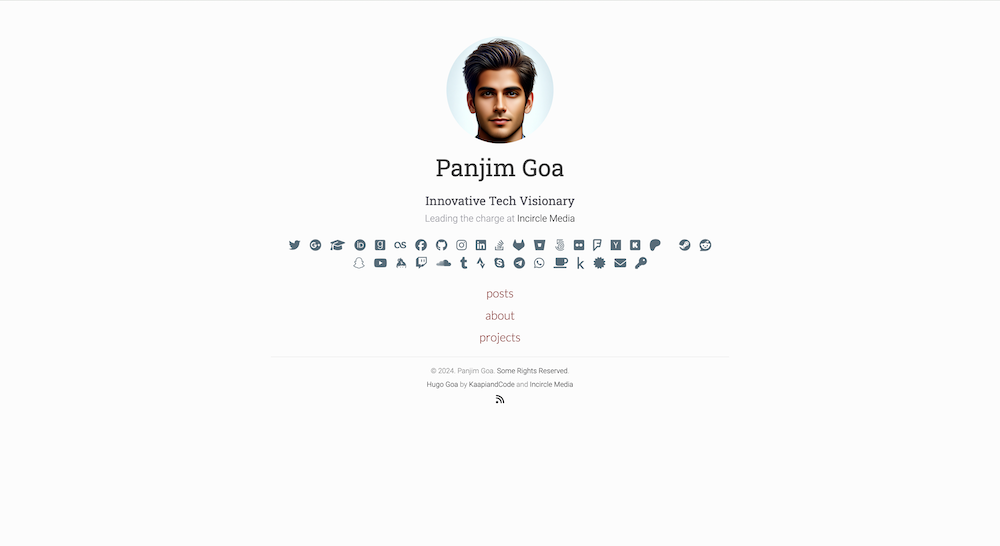 Panjim Goa
Innovative Tech Visionary
Leading the charge at Incircle Media
posts
about
projects
© 2024. Panjim Goa. Some Rights Reserved.
Hugo Goa by KaapiandCode and Incircle Media